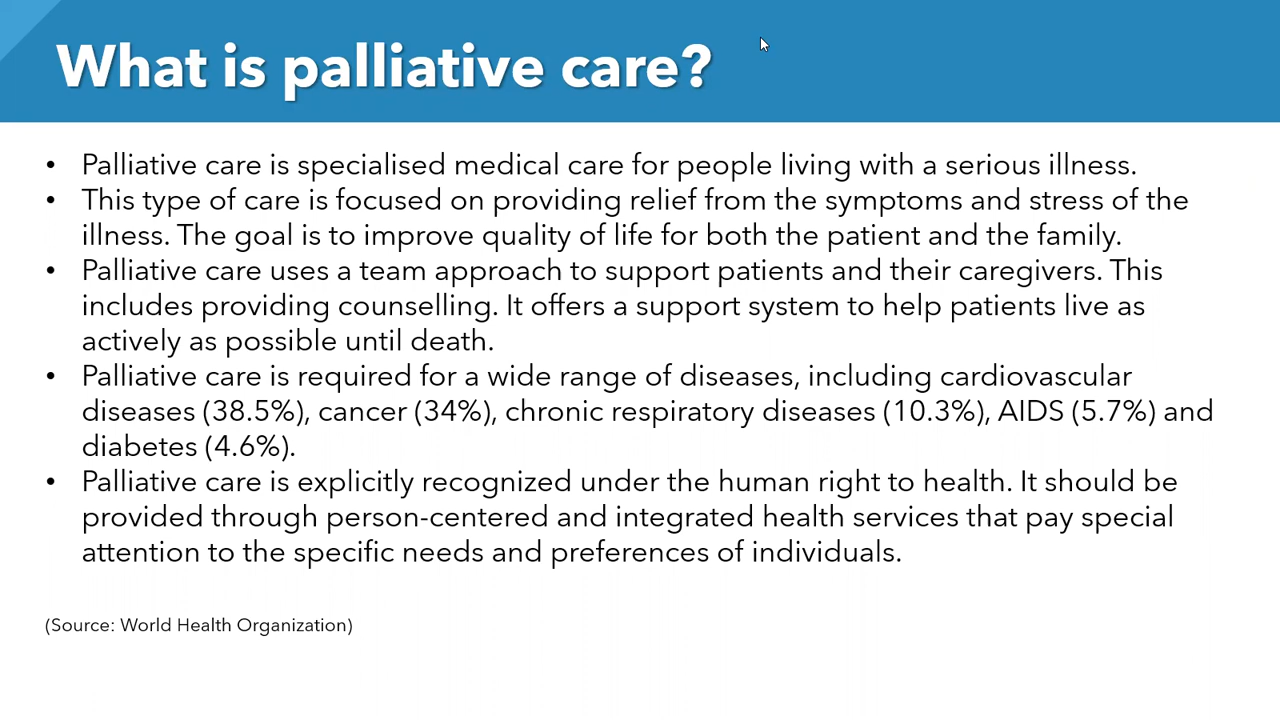 What is palliative care?
• Palliative care is specialised medical care for people living with a serious illness.
• This type of care is focused on providing relief from the symptoms and stress of the
illness. The goal is to improve quality of life for both the patient and the family.
• Palliative care uses a team approach to support patients and their caregivers. This
includes providing counselling. It offers a support system to help patients live as
actively as possible until death.
• Palliative care is required for a wide range of diseases, including cardiovascular
diseases (38.5%), cancer (34%), chronic respiratory diseases (10.3%), AIDS (5.7%) and
diabetes (4.6%).
• Palliative care is explicitly recognized under the human right to health. It should be
provided through person-centered and integrated health services that pay special
attention to the specific needs and preferences of individuals.
(Source: World Health Organization)